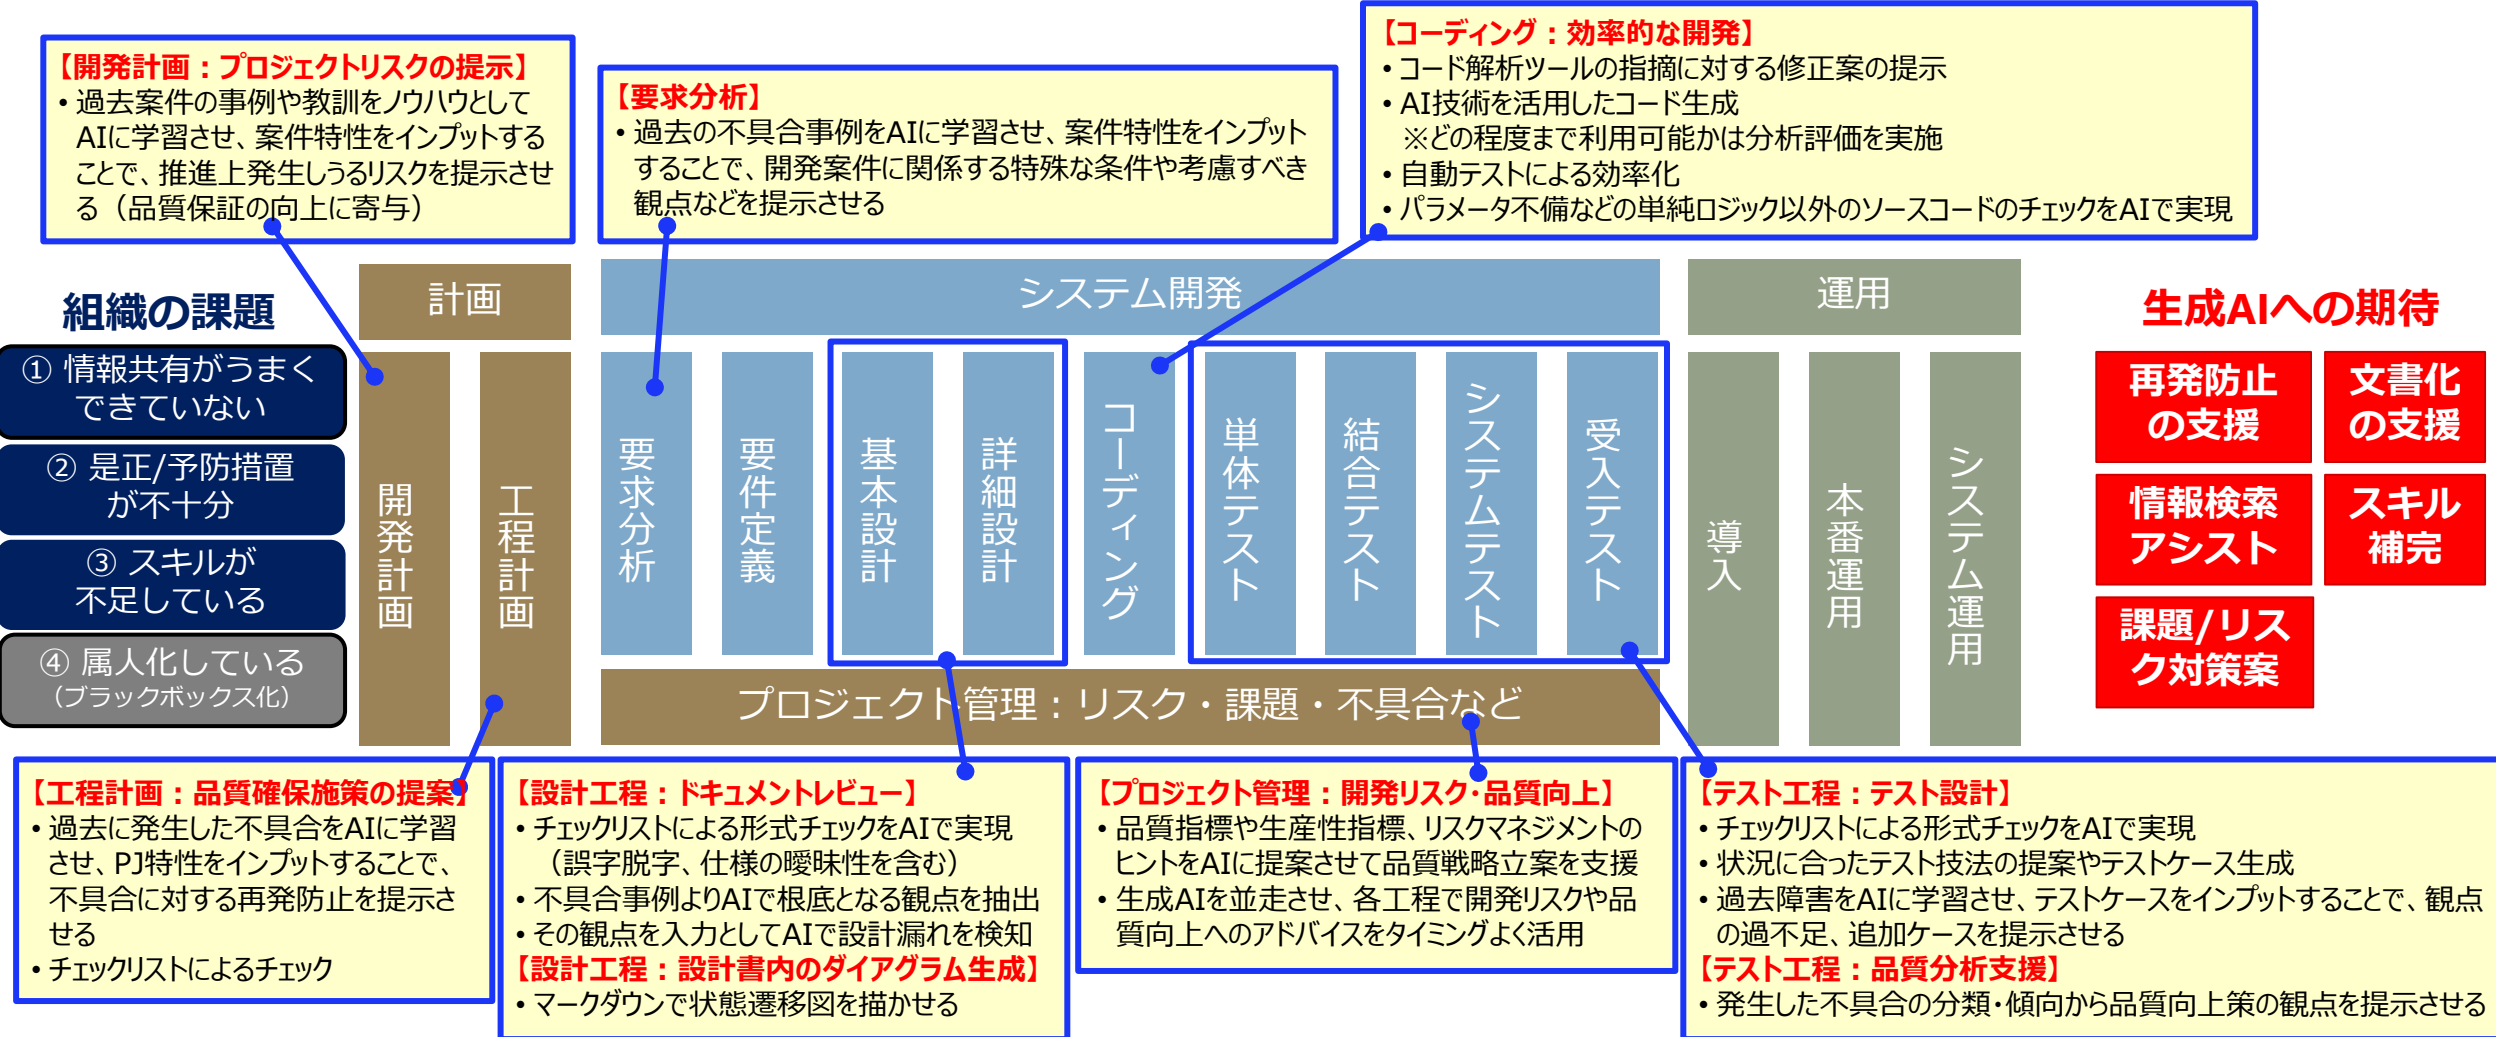 【開発計画：プロジェクトリスクの提示】
• 過去案件の事例や教訓をノウハウとして
AIに学習させ、案件特性をインプットする
ことで、推進上発生しうるリスクを提示させ
る（品質保証の向上に寄与）
【要求分析】
• 過去の不具合事例をAIに学習させ、案件特性をインプット
することで、開発案件に関係する特殊な条件や考慮すべき
観点などを提示させる
【コーディング：効率的な開発】
• コード解析ツールの指摘に対する修正案の提示
• AI技術を活用したコード生成
※どの程度まで利用可能かは分析評価を実施
• 自動テストによる効率化
• パラメータ不備などの単純ロジック以外のソースコードのチェックをAIで実現
組織の課題
① 情報共有がうまく
できていない
② 是正/予防措置
が不十分
③ スキルが
不足している
④ 属人化している
（ブラックボックス化）
計画
開発計画
工程計画
システム開発
要求分析
要件定義
基本設計
詳細設計
コーディング
単体テスト
結合テスト
システムテスト
受入テスト
プロジェクト管理：リスク・課題・不具合など
運用
導入
本番運用
システム運用
生成AIへの期待
再発防止
の支援
文書化
の支援
情報検索
アシスト
スキル
補完
課題/リス
ク対策案
【工程計画：品質確保施策の提案】
• 過去に発生した不具合をAIに学習
させ、PJ特性をインプットすることで、
不具合に対する再発防止を提示さ
せる
• チェックリストによるチェック
【設計工程：ドキュメントレビュー】
• チェックリストによる形式チェックをAIで実現
（誤字脱字、仕様の曖昧性を含む）
• 不具合事例よりAIで根底となる観点を抽出
• その観点を入力としてAIで設計漏れを検知
【設計工程：設計書内のダイアグラム生成】
• マークダウンで状態遷移図を描かせる
【プロジェクト管理：開発リスク･品質向上】
• 品質指標や生産性指標、リスクマネジメントの
ヒントをAIに提案させて品質戦略立案を支援
• 生成AIを並走させ、各工程で開発リスクや品
質向上へのアドバイスをタイミングよく活用
【テスト工程：テスト設計】
• チェックリストによる形式チェックをAIで実現
• 状況に合ったテスト技法の提案やテストケース生成
• 過去障害をAIに学習させ、テストケースをインプットすることで、観点
の過不足、追加ケースを提示させる
【テスト工程：品質分析支援】
• 発生した不具合の分類･傾向から品質向上策の観点を提示させる